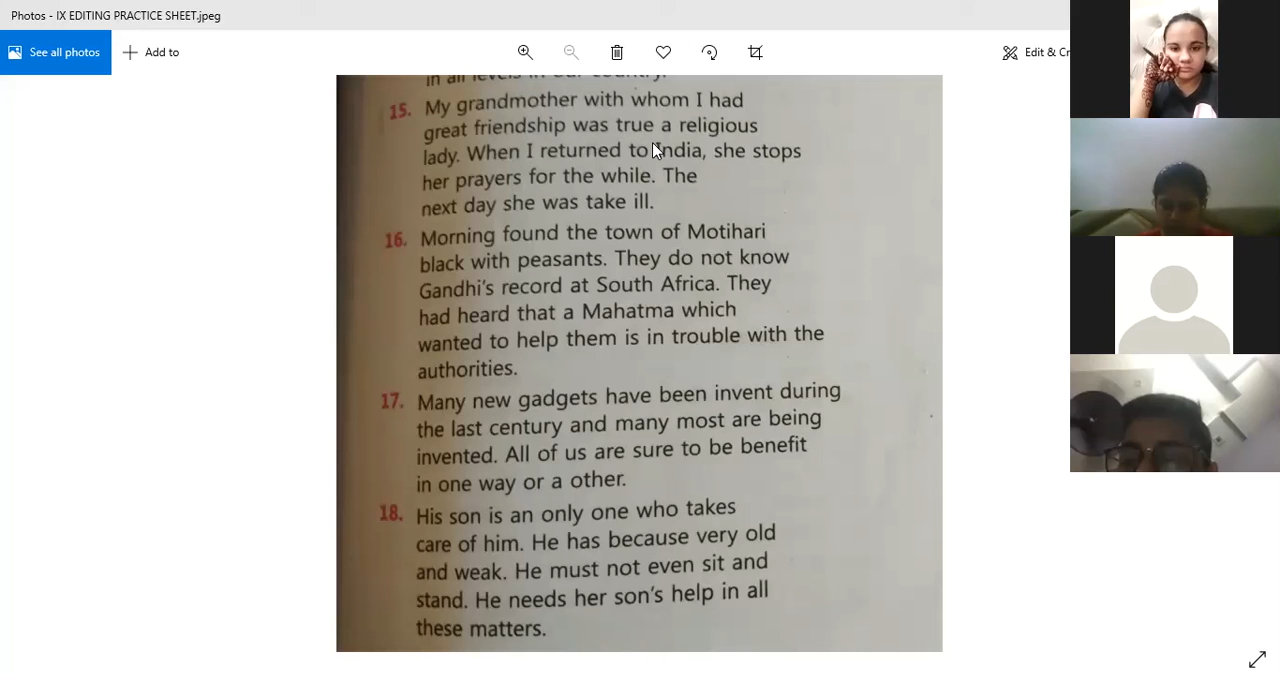 Photos - IX EDITING PRACTICE SHEET.jpeg
See all photos
Add to
Edit & Cr
in all levels in our country.
15. My grandmother with whom I had
great friendship was true a religious
lady. When I returned to India, she stops
her prayers for the while. The
next day she was take ill.
16. Morning found the town of Motihari
black with peasants. They do not know
Gandhi's record at South Africa. They
had heard that a Mahatma which
wanted to help them is in trouble with the
authorities.
17. Many new gadgets have been invent during
the last century and many most are being
invented. All of us are sure to be benefit
in one way or a other.
18. His son is an only one who takes
care of him. He has because very old
and weak. He must not even sit and
stand. He needs her son's help in all
these matters.